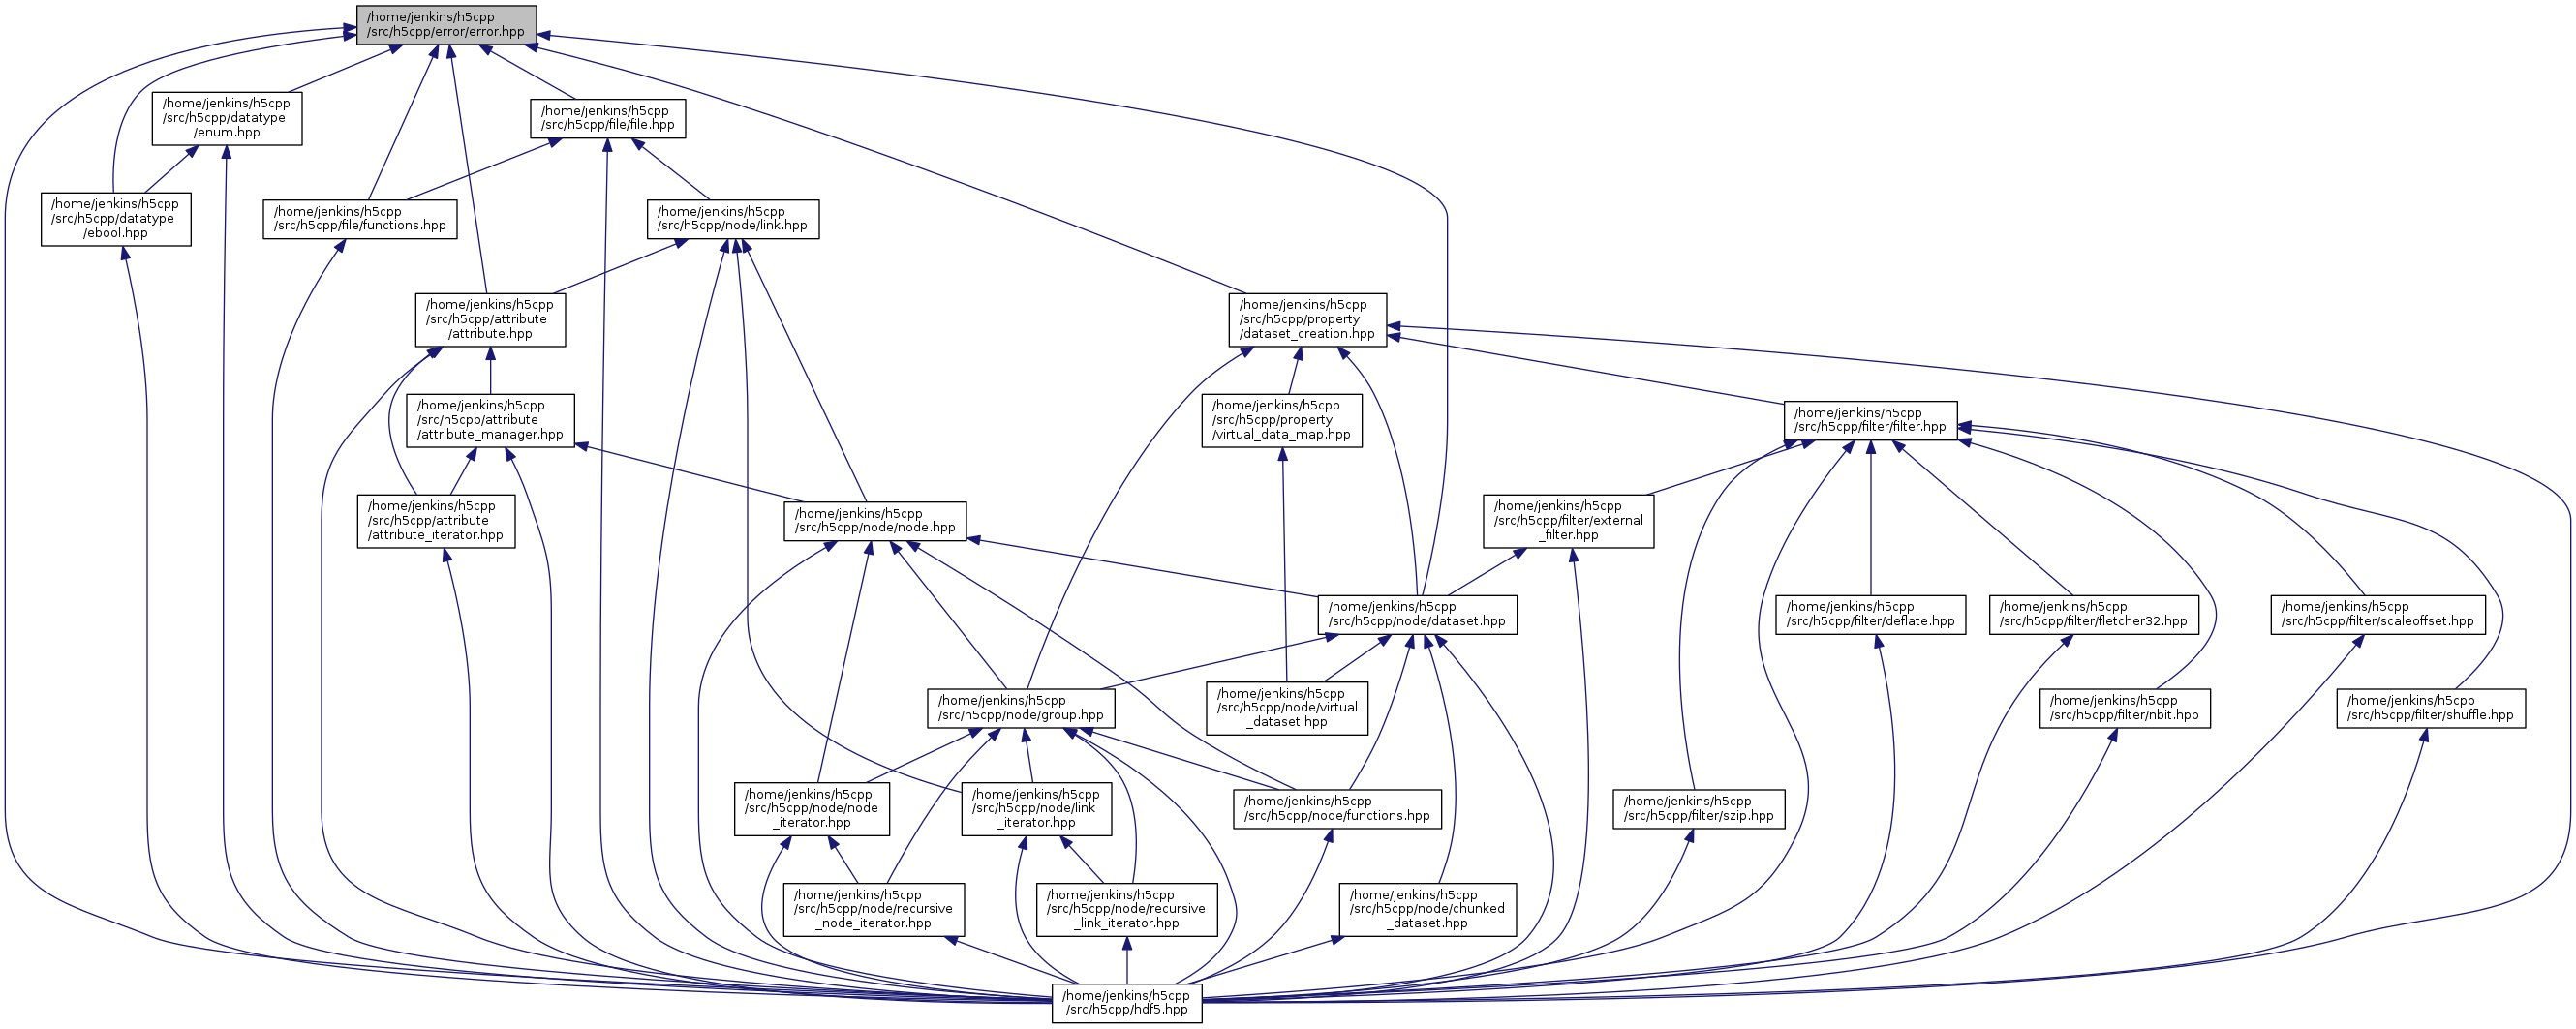 /home/jenkins/h5cpp
/src/h5cpp/error/error.hpp
/home/jenkins/h5cpp
/src/h5cpp/datatype
/enum.hpp
/home/jenkins/h5cpp
/src/h5cpp/file/file.hpp
/home/jenkins/h5cpp
/src/h5cpp/datatype
/ebool.hpp
/home/jenkins/h5cpp
/src/h5cpp/file/functions.hpp
/home/jenkins/h5cpp
/src/h5cpp/node/link.hpp
/home/jenkins/h5cpp
/src/h5cpp/attribute
/attribute.hpp
/home/jenkins/h5cpp
/src/h5cpp/property
/dataset_creation.hpp
/home/jenkins/h5cpp
/src/h5cpp/attribute
/attribute_manager.hpp
/home/jenkins/h5cpp
/src/h5cpp/property
/virtual_data_map.hpp
/home/jenkins/h5cpp
/src/h5cpp/filter/filter.hpp
/home/jenkins/h5cpp
/src/h5cpp/attribute
/attribute_iterator.hpp
/home/jenkins/h5cpp
/src/h5cpp/node/node.hpp
/home/jenkins/h5cpp
/src/h5cpp/filter/external
_filter.hpp
/home/jenkins/h5cpp
/src/h5cpp/node/dataset.hpp
/home/jenkins/h5cpp
/src/h5cpp/filter/deflate.hpp
/home/jenkins/h5cpp
/src/h5cpp/filter/fletcher32.hpp
/home/jenkins/h5cpp
/src/h5cpp/filter/scaleoffset.hpp
/home/jenkins/h5cpp
/src/h5cpp/node/group.hpp
/home/jenkins/h5cpp
/src/h5cpp/node/virtual
_dataset.hpp
/home/jenkins/h5cpp
/src/h5cpp/filter/nbit.hpp
/home/jenkins/h5cpp
/src/h5cpp/filter/shuffle.hpp
/home/jenkins/h5cpp
/src/h5cpp/node/node
_iterator.hpp
/home/jenkins/h5cpp
/src/h5cpp/node/link
_iterator.hpp
/home/jenkins/h5cpp
/src/h5cpp/node/functions.hpp
/home/jenkins/h5cpp
/src/h5cpp/filter/szip.hpp
/home/jenkins/h5cpp
/src/h5cpp/node/recursive
_node_iterator.hpp
/home/jenkins/h5cpp
/src/h5cpp/node/recursive
_link_iterator.hpp
/home/jenkins/h5cpp
/src/h5cpp/node/chunked
_dataset.hpp
/home/jenkins/h5cpp
/src/h5cpp/hdf5.hpp